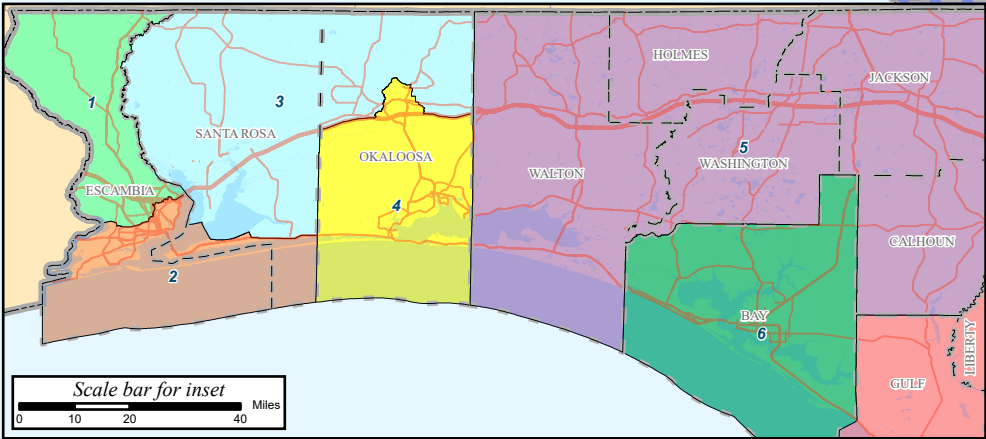 HOLMES
JACKSON
1
3
SANTA ROSA
5
WASHINGTON
OKALOOSA
WALTON
ESCAMBIA
4
CALHOUN
2
BAY
6
LIBERTY
GULF
Scale bar for inset
Miles
0 10 20 40